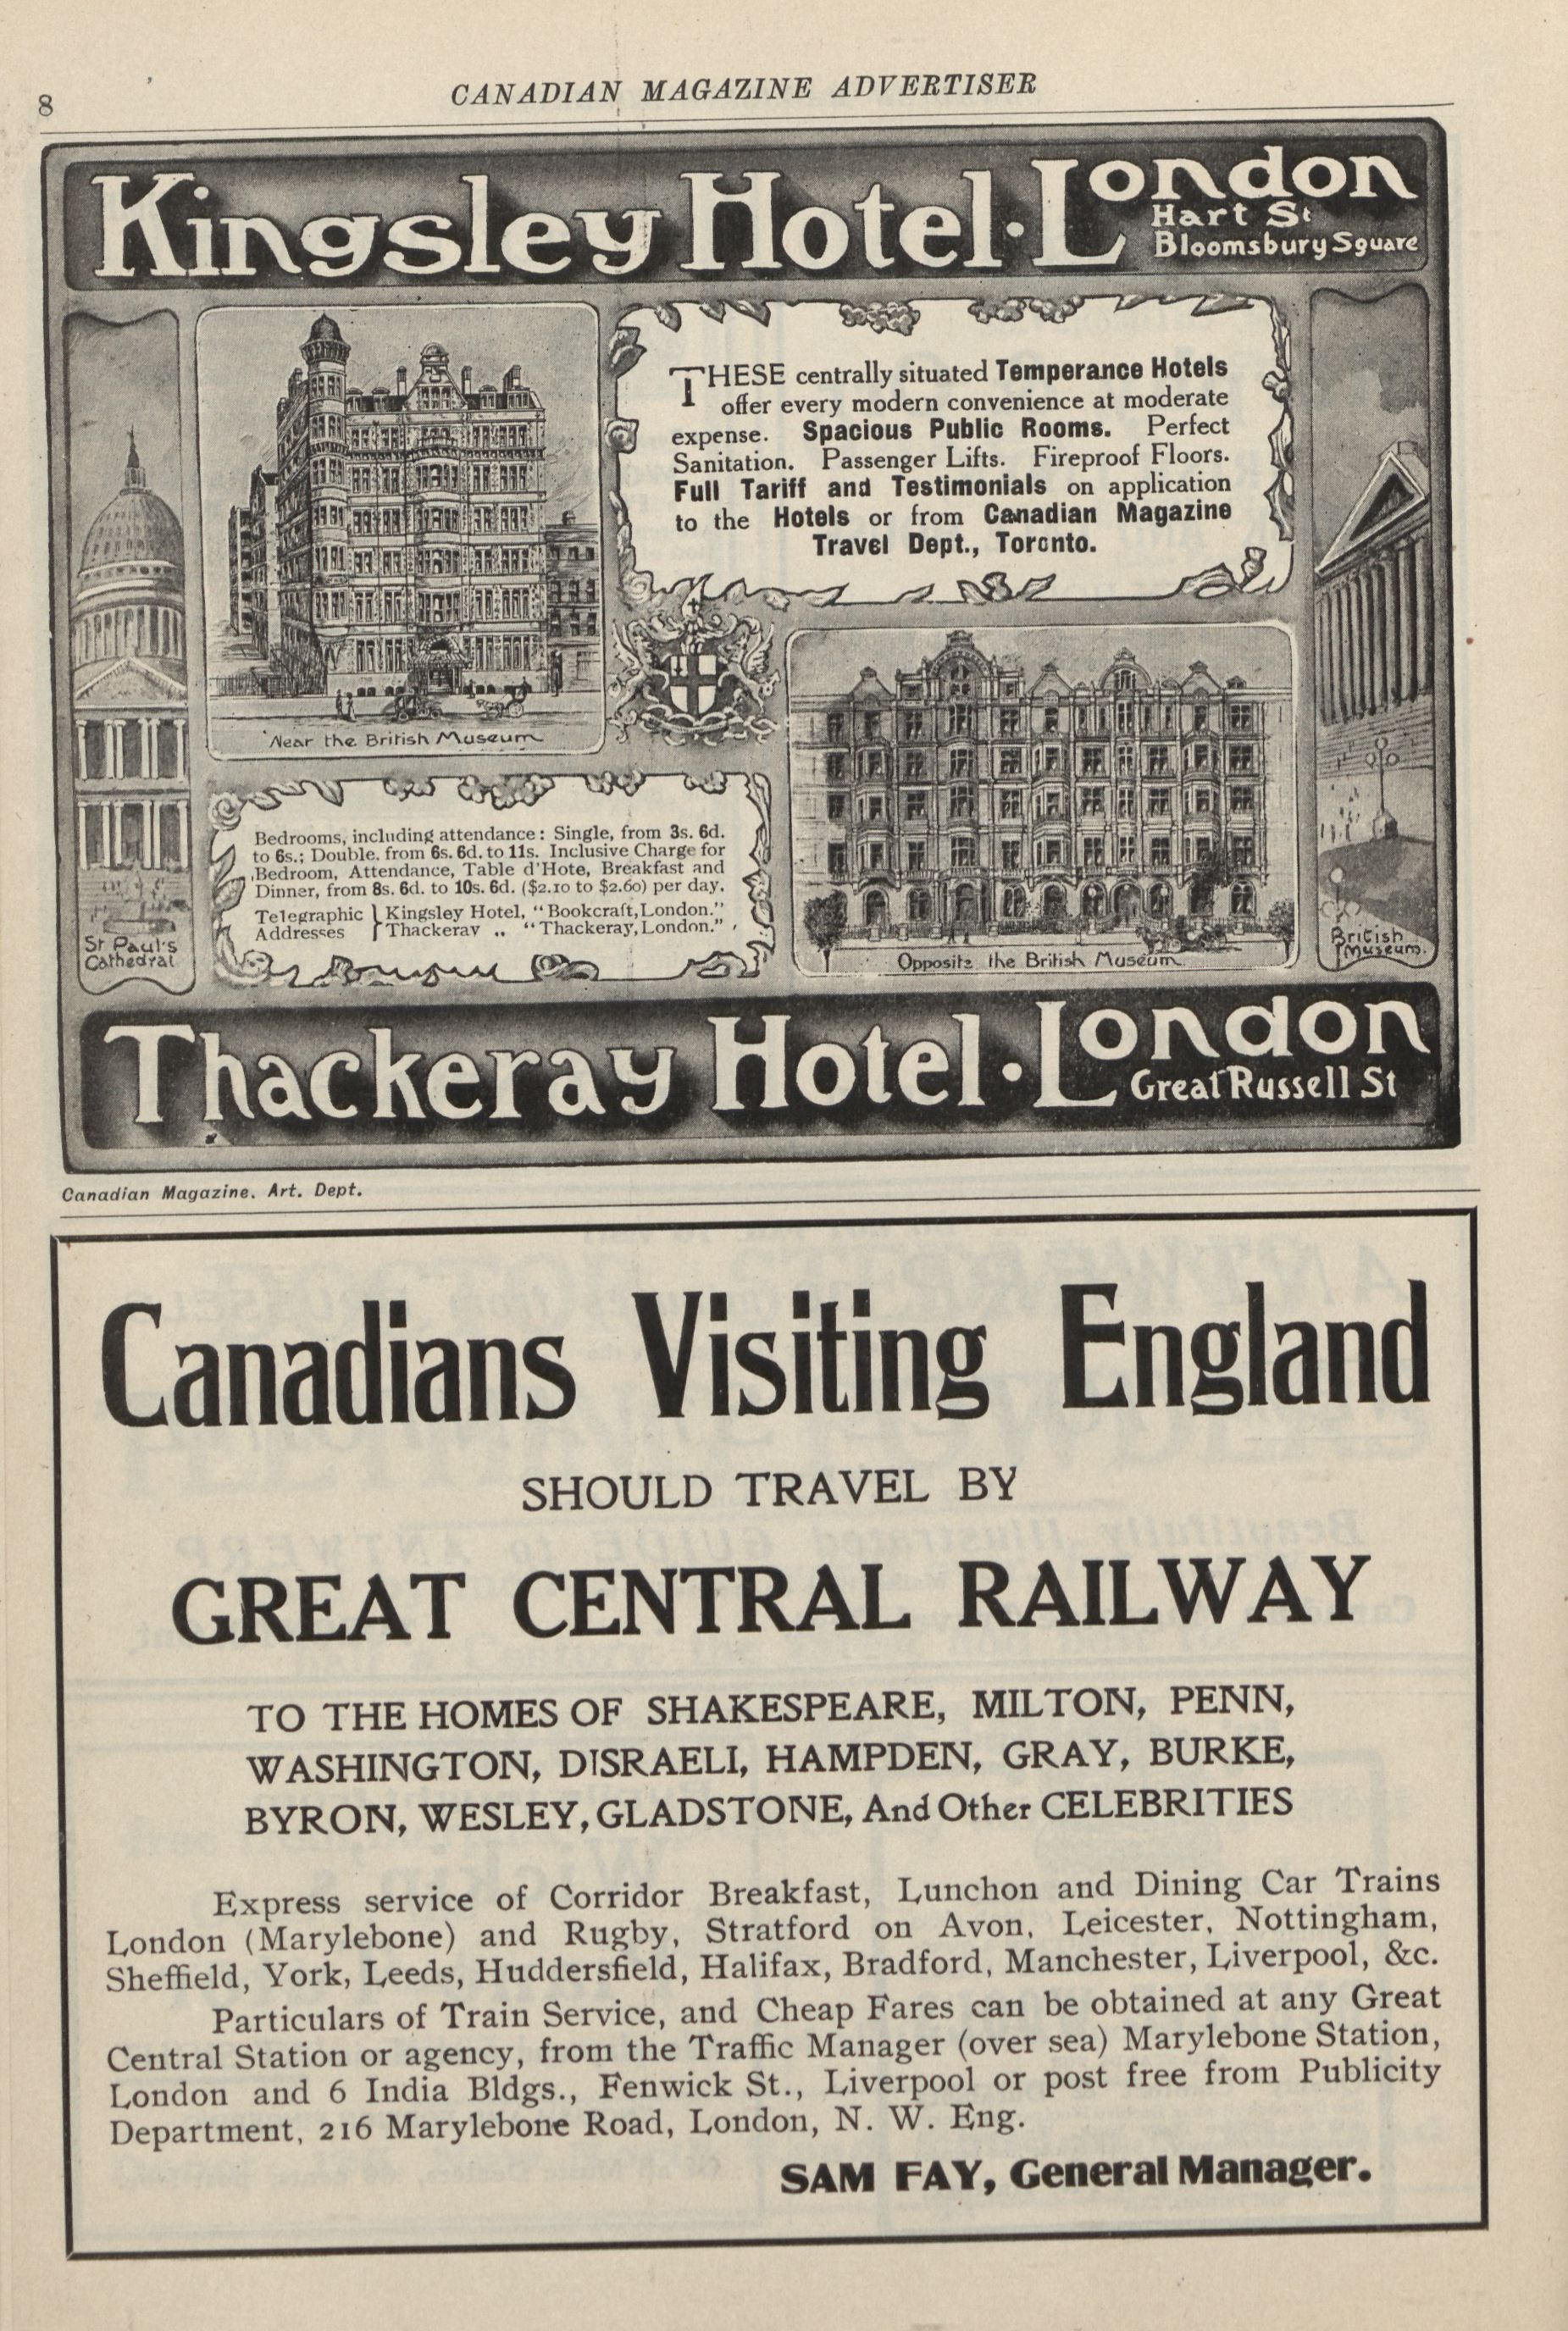 8
CANADIAN MAGAZINE ADVERTISER
Kingsley Hotel · London
Hart St
Bloomsbury Square
THESE centrally situated Temperance Hotels
offer every modern convenience at moderate
expense. Spacious Public Rooms. Perfect
Sanitation. Passenger Lifts. Fireproof Floors.
Full Tariff and Testimonials on application
to the Hotels or from Canadian Magazine
Travel Dept., Toronto.
Near the British Museum
Bedrooms, including attendance: Single, from 3s. 6d.
to 6s.; Double. from 6s. 6d. to 11s. Inclusive Charge for
Bedroom, Attendance, Table d'Hote, Breakfast and
Dinner, from 8s. 6d. to 10s. 6d. ($2.10 to $2.60) per day.
Telegraphic Addresses } Kingsley Hotel, "Bookcraft, London."
Thackeray ,, "Thackeray, London."
St Paul's
Cathedral
Opposite the British Museum
British
Museum.
Thackeray Hotel · London
Great Russell St
Canadian Magazine. Art. Dept.
Canadians Visiting England
SHOULD TRAVEL BY
GREAT CENTRAL RAILWAY
TO THE HOMES OF SHAKESPEARE, MILTON, PENN,
WASHINGTON, DISRAELI, HAMPDEN, GRAY, BURKE,
BYRON, WESLEY, GLADSTONE, And Other CELEBRITIES
Express service of Corridor Breakfast, Lunchon and Dining Car Trains
London (Marylebone) and Rugby, Stratford on Avon, Leicester, Nottingham,
Sheffield, York, Leeds, Huddersfield, Halifax, Bradford, Manchester, Liverpool, &c.
Particulars of Train Service, and Cheap Fares can be obtained at any Great
Central Station or agency, from the Traffic Manager (over sea) Marylebone Station,
London and 6 India Bldgs., Fenwick St., Liverpool or post free from Publicity
Department, 216 Marylebone Road, London, N. W. Eng.
SAM FAY, General Manager.